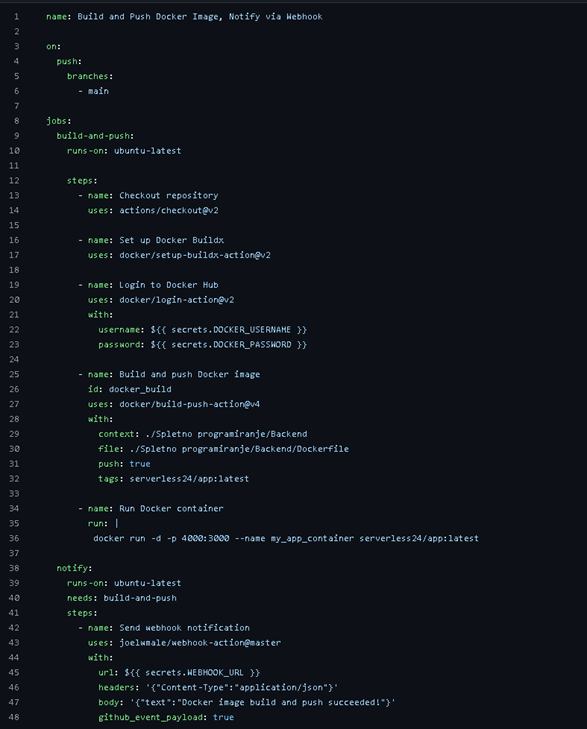 1 name: Build and Push Docker Image, Notify via Webhook
2
3 on:
4   push:
5     branches:
6       - main
7
8 jobs:
9   build-and-push:
10     runs-on: ubuntu-latest
11
12     steps:
13       - name: Checkout repository
14         uses: actions/checkout@v2
15
16       - name: Set up Docker Buildx
17         uses: docker/setup-buildx-action@v2
18
19       - name: Login to Docker Hub
20         uses: docker/login-action@v2
21         with:
22           username: ${{ secrets.DOCKER_USERNAME }}
23           password: ${{ secrets.DOCKER_PASSWORD }}
24
25       - name: Build and push Docker image
26         id: docker_build
27         uses: docker/build-push-action@v4
28         with:
29           context: ./Spletno programiranje/Backend
30           file: ./Spletno programiranje/Backend/Dockerfile
31           push: true
32           tags: serverless24/app:latest
33
34       - name: Run Docker container
35         run: |
36          docker run -d -p 4000:3000 --name my_app_container serverless24/app:latest
37
38   notify:
39     runs-on: ubuntu-latest
40     needs: build-and-push
41     steps:
42       - name: Send webhook notification
43         uses: joelwmale/webhook-action@master
44         with:
45           url: ${{ secrets.WEBHOOK_URL }}
46           headers: '{"Content-Type":"application/json"}'
47           body: '{"text":"Docker image build and push succeeded!"}'
48           github_event_payload: true